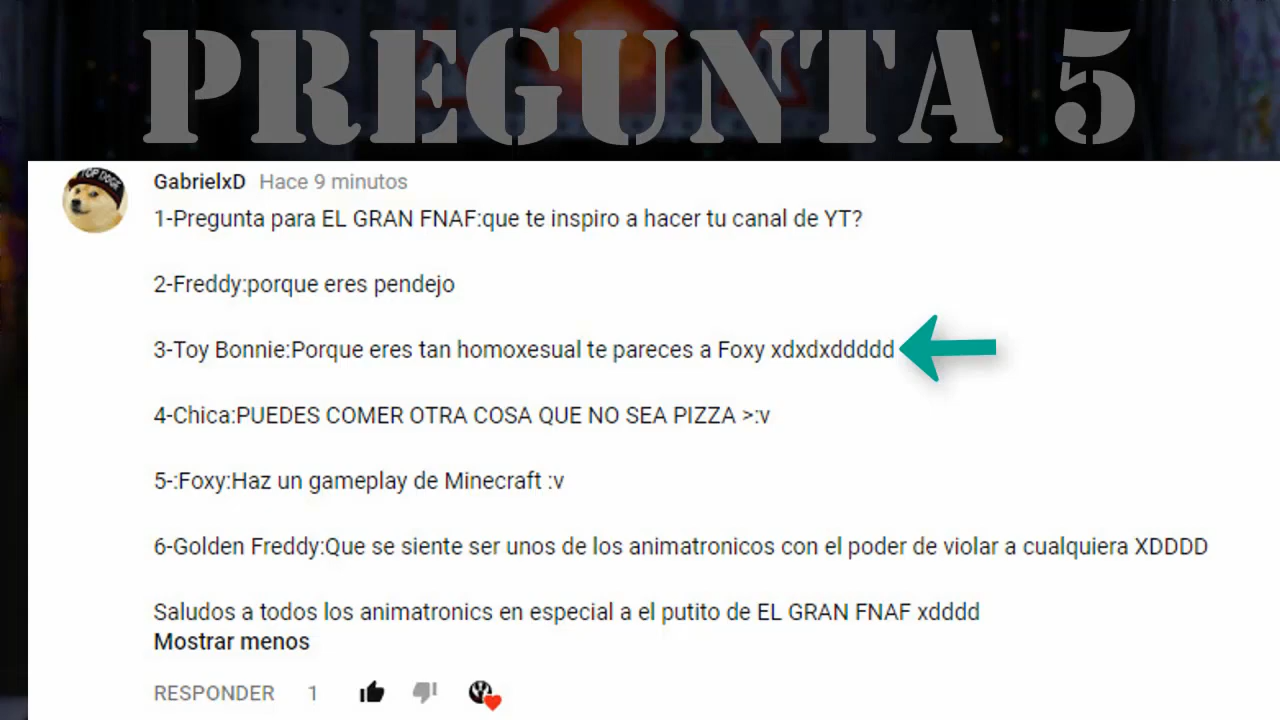 PREGUNTA 5
TOP DOGE
GabrielxD Hace 9 minutos
1-Pregunta para EL GRAN FNAF:que te inspiro a hacer tu canal de YT?
2-Freddy:porque eres pendejo
3-Toy Bonnie:Porque eres tan homoxesual te pareces a Foxy xdxdxddddd
4-Chica:PUEDES COMER OTRA COSA QUE NO SEA PIZZA >:v
5-:Foxy:Haz un gameplay de Minecraft :v
6-Golden Freddy:Que se siente ser unos de los animatronicos con el poder de violar a cualquiera XDDDD
Saludos a todos los animatronics en especial a el putito de EL GRAN FNAF xdddd
Mostrar menos
RESPONDER 1